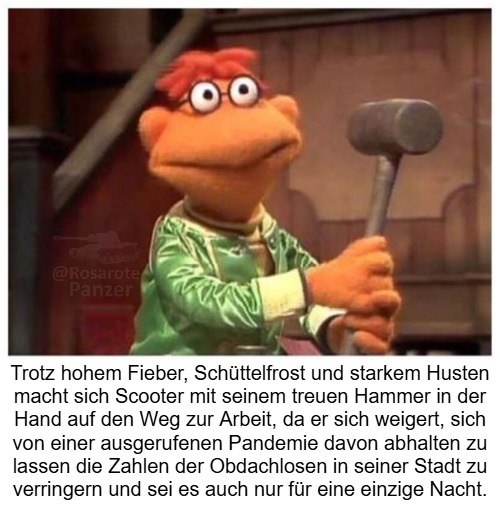 @Rosarote
Panzer
Trotz hohem Fieber, Schüttelfrost und starkem Husten
macht sich Scooter mit seinem treuen Hammer in der
Hand auf den Weg zur Arbeit, da er sich weigert, sich
von einer ausgerufenen Pandemie davon abhalten zu
lassen die Zahlen der Obdachlosen in seiner Stadt zu
verringern und sei es auch nur für eine einzige Nacht.